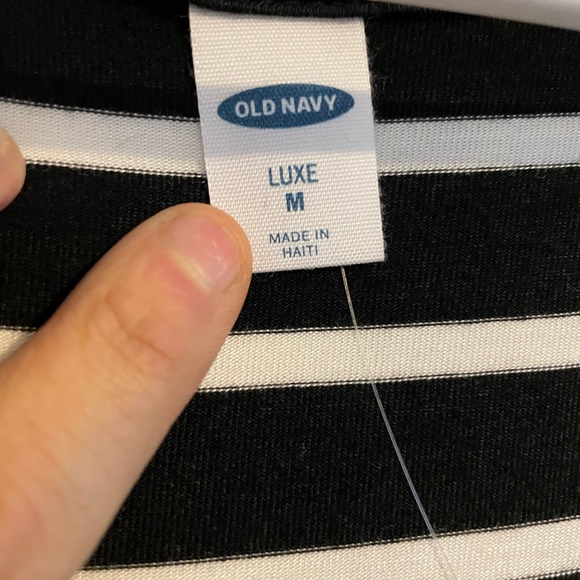 OLD NAVY
LUXE
M
MADE IN
HAITI